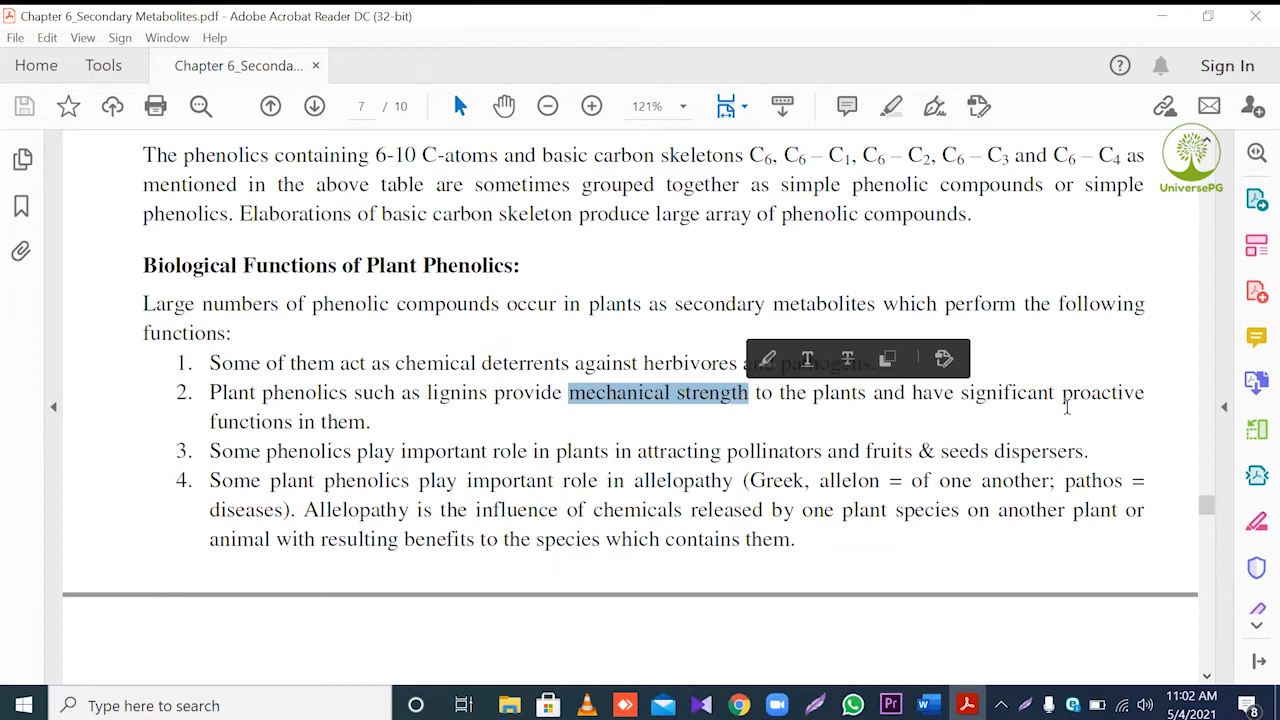 Chapter 6_Secondary Metabolites.pdf - Adobe Acrobat Reader DC (32-bit)
File Edit View Sign Window Help
Home Tools Chapter 6_Seconda... × Sign In
7 / 10 121%
The phenolics containing 6-10 C-atoms and basic carbon skeletons C₆, C₆ – C₁, C₆ – C₂, C₆ – C₃ and C₆ – C₄ as
mentioned in the above table are sometimes grouped together as simple phenolic compounds or simple
phenolics. Elaborations of basic carbon skeleton produce large array of phenolic compounds.
UniversePG
Biological Functions of Plant Phenolics:
Large numbers of phenolic compounds occur in plants as secondary metabolites which perform the following
functions:
1. Some of them act as chemical deterrents against herbivores and pathogens.
2. Plant phenolics such as lignins provide mechanical strength to the plants and have significant proactive
functions in them.
3. Some phenolics play important role in plants in attracting pollinators and fruits & seeds dispersers.
4. Some plant phenolics play important role in allelopathy (Greek, allelon = of one another; pathos =
diseases). Allelopathy is the influence of chemicals released by one plant species on another plant or
animal with resulting benefits to the species which contains them.
Type here to search
11:02 AM
5/4/2021
8